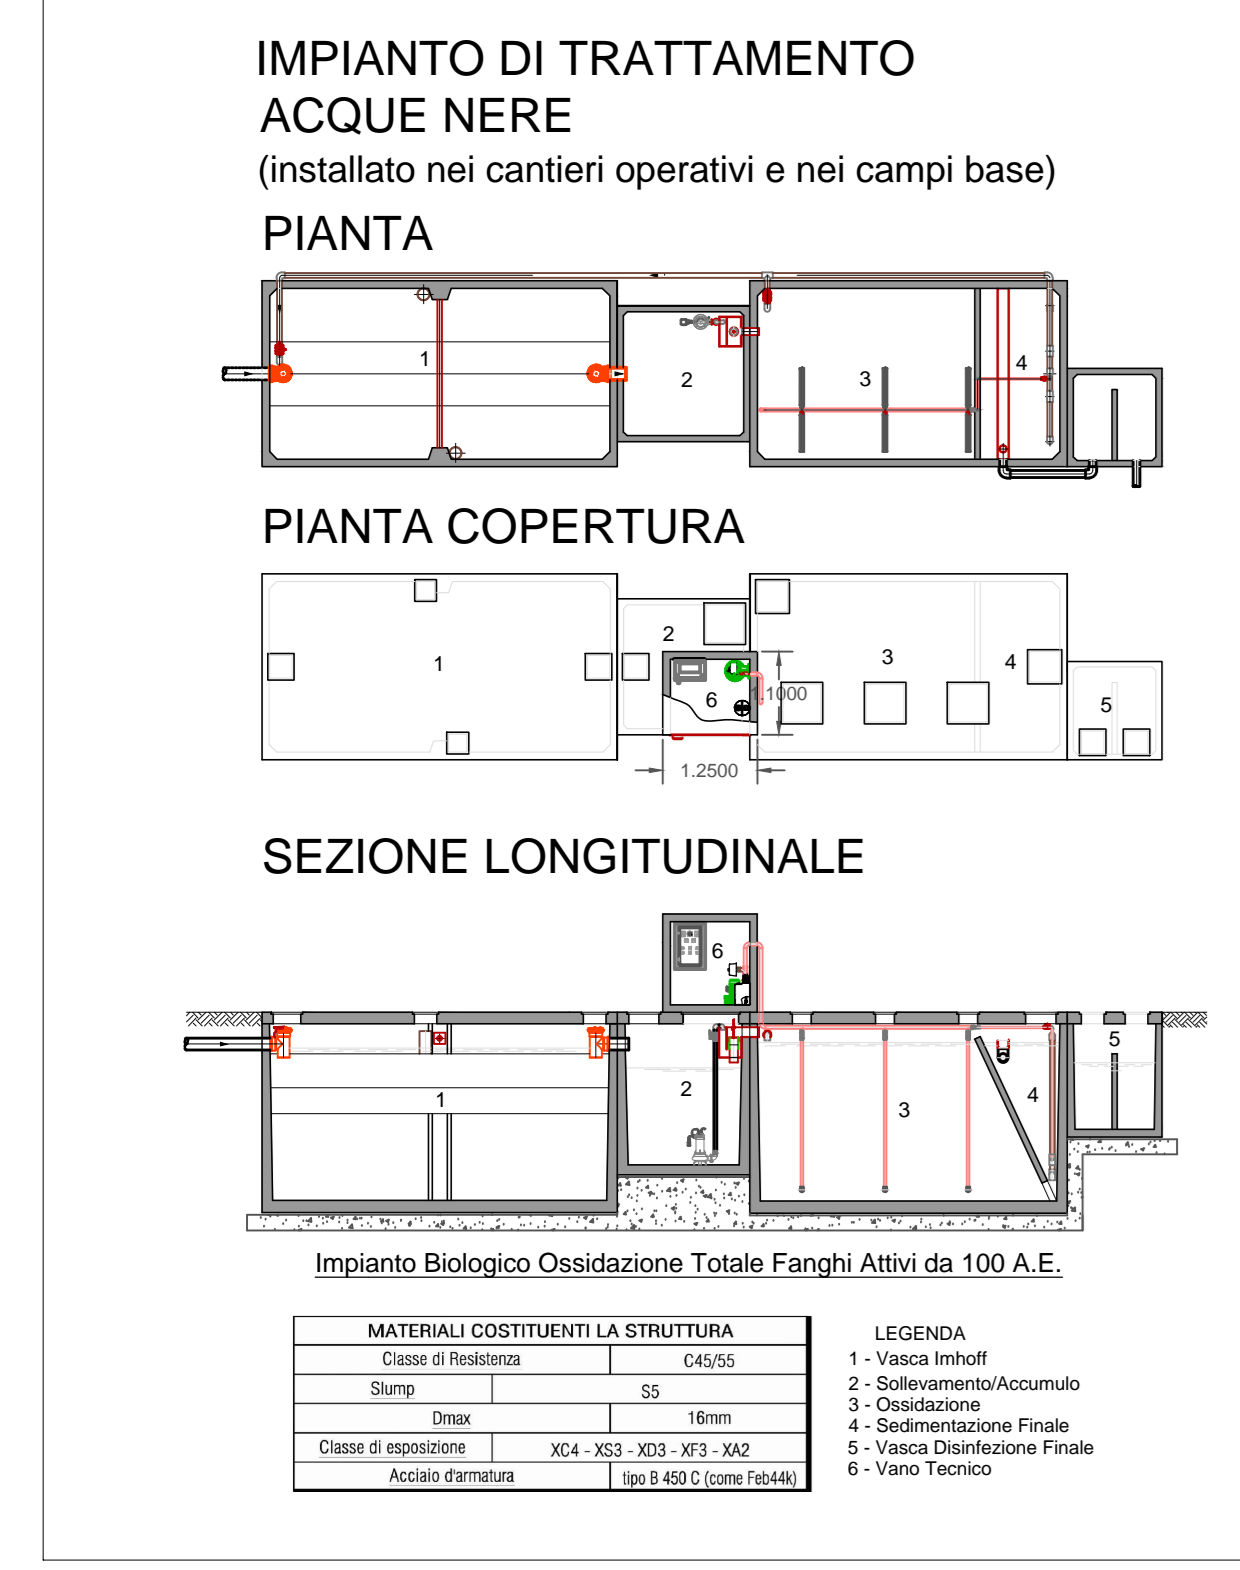 IMPIANTO DI TRATTAMENTO
ACQUE NERE
(installato nei cantieri operativi e nei campi base)
PIANTA
1
2
3
4
PIANTA COPERTURA
1
2
3
4
5
6
1.1000
1.2500
SEZIONE LONGITUDINALE
6
1
2
3
4
5
Impianto Biologico Ossidazione Totale Fanghi Attivi da 100 A.E.
MATERIALI COSTITUENTI LA STRUTTURA
Classe di Resistenza C45/55
Slump S5
Dmax 16mm
Classe di esposizione XC4 - XS3 - XD3 - XF3 - XA2
Acciaio d'armatura tipo B 450 C (come Feb44k)
LEGENDA
1 - Vasca Imhoff
2 - Sollevamento/Accumulo
3 - Ossidazione
4 - Sedimentazione Finale
5 - Vasca Disinfezione Finale
6 - Vano Tecnico